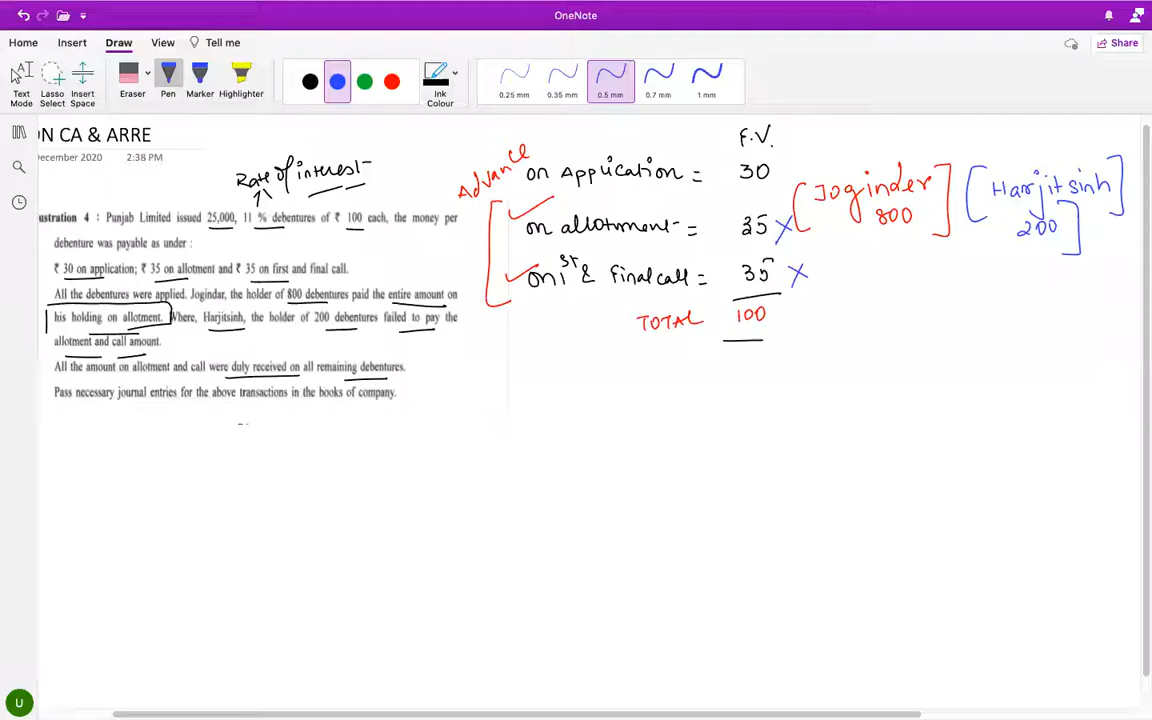 OneNote
Home Insert Draw View Tell me
Share
Text Mode
Lasso Select
Insert Space
Eraser
Pen
Marker
Highlighter
Ink Colour
0.25 mm
0.35 mm
0.5 mm
0.7 mm
1 mm
ON CA & ARRE
December 2020 2:38 PM
Rate of interest
ustration 4 : Punjab Limited issued 25,000, 11 % debentures of ₹ 100 each, the money per
debenture was payable as under :
₹ 30 on application; ₹ 35 on allotment and ₹ 35 on first and final call.
All the debentures were applied. Jogindar, the holder of 800 debentures paid the entire amount on
his holding on allotment. Where, Harjitsinh, the holder of 200 debentures failed to pay the
allotment and call amount.
All the amount on allotment and call were duly received on all remaining debentures.
Pass necessary journal entries for the above transactions in the books of company.
F.V.
Advance
on Application = 30
on allotment = 35 X
on 1st & Final call = 35 X
TOTAL 100
[Joginder
800]
[Harjitsinh
200]
U